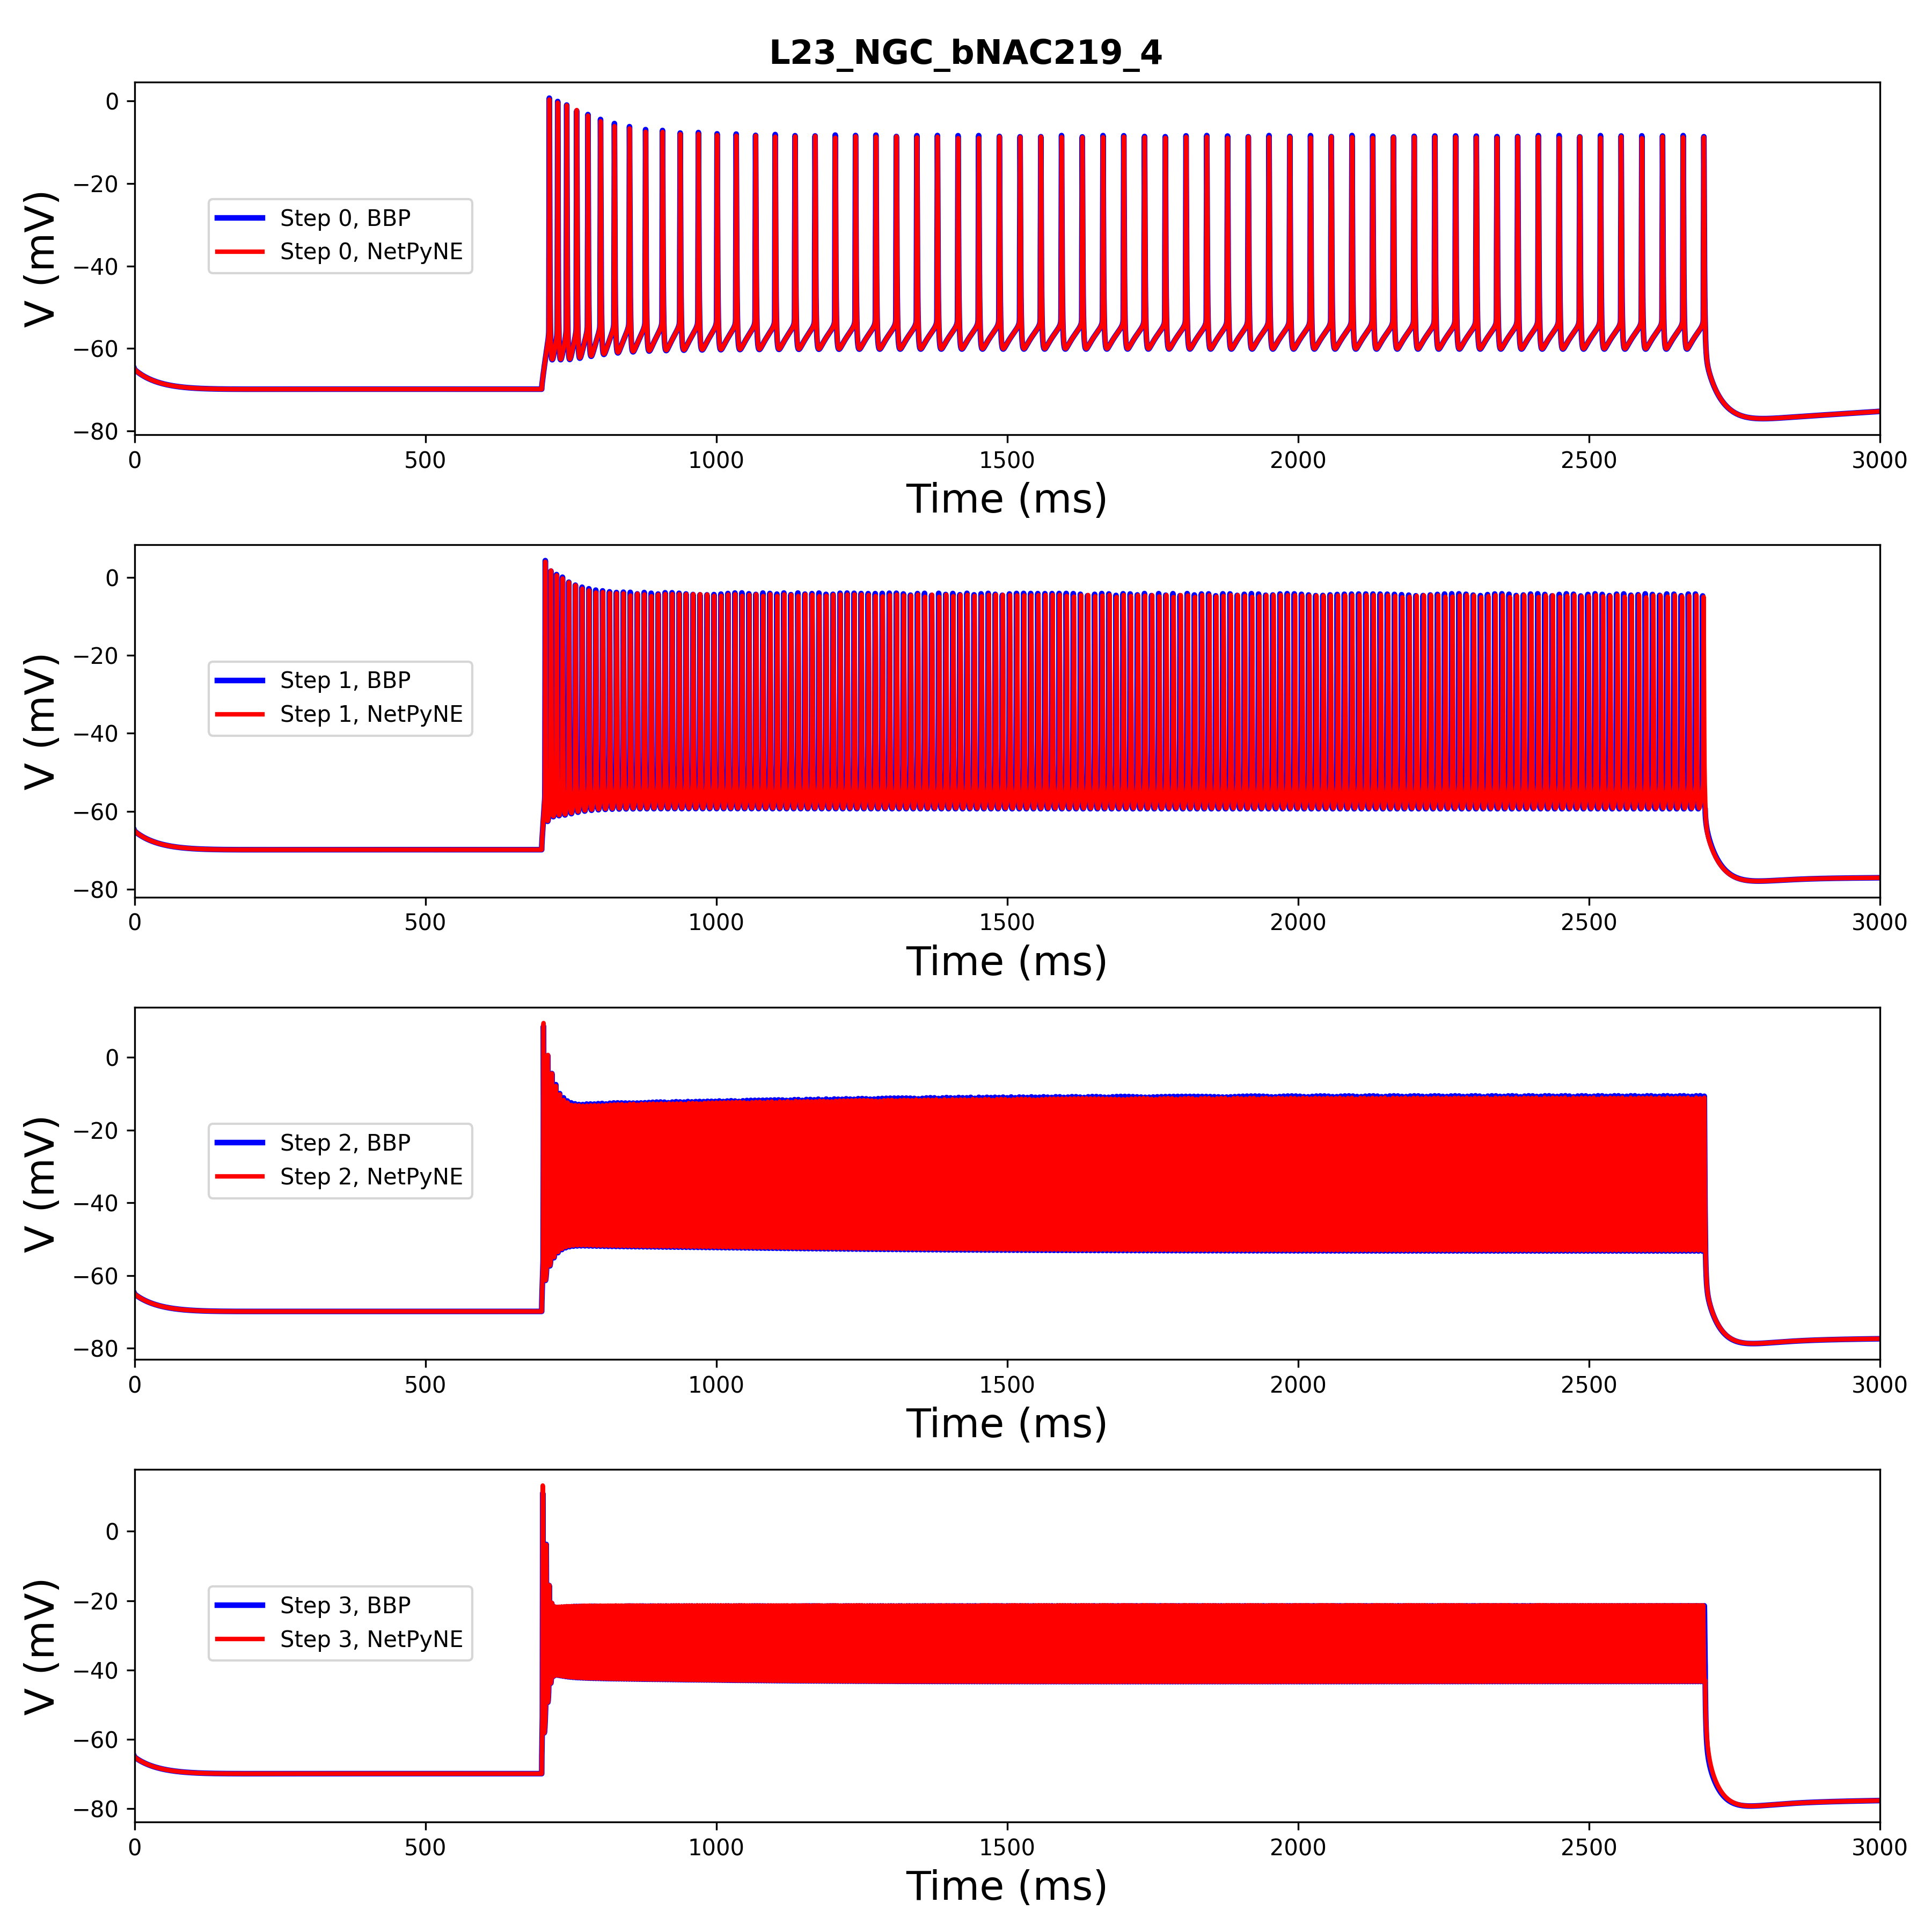 L23_NGC_bNAC219_4
0
−20
−40
−60
−80
V (mV)
Step 0, BBP
Step 0, NetPyNE
0 500 1000 1500 2000 2500 3000
Time (ms)
0
−20
−40
−60
−80
V (mV)
Step 1, BBP
Step 1, NetPyNE
0 500 1000 1500 2000 2500 3000
Time (ms)
0
−20
−40
−60
−80
V (mV)
Step 2, BBP
Step 2, NetPyNE
0 500 1000 1500 2000 2500 3000
Time (ms)
0
−20
−40
−60
−80
V (mV)
Step 3, BBP
Step 3, NetPyNE
0 500 1000 1500 2000 2500 3000
Time (ms)